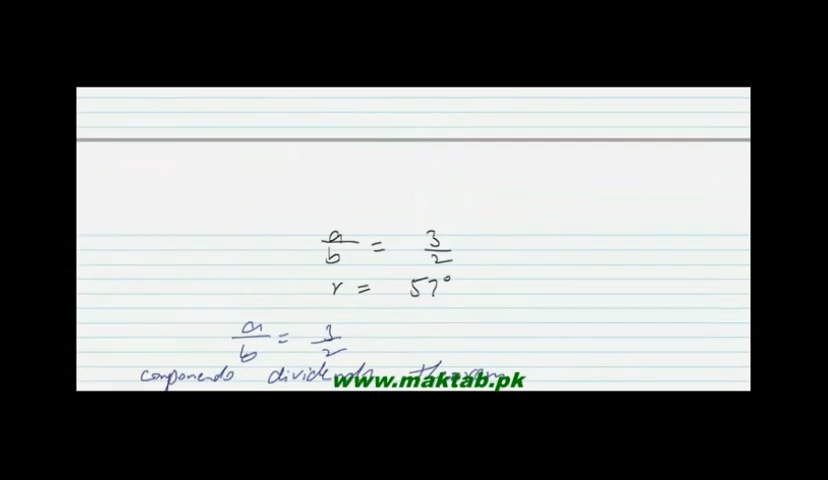 a/b = 3/2
r = 57°
a/b = 3/2
componendo dividendo theorem
www.maktab.pk